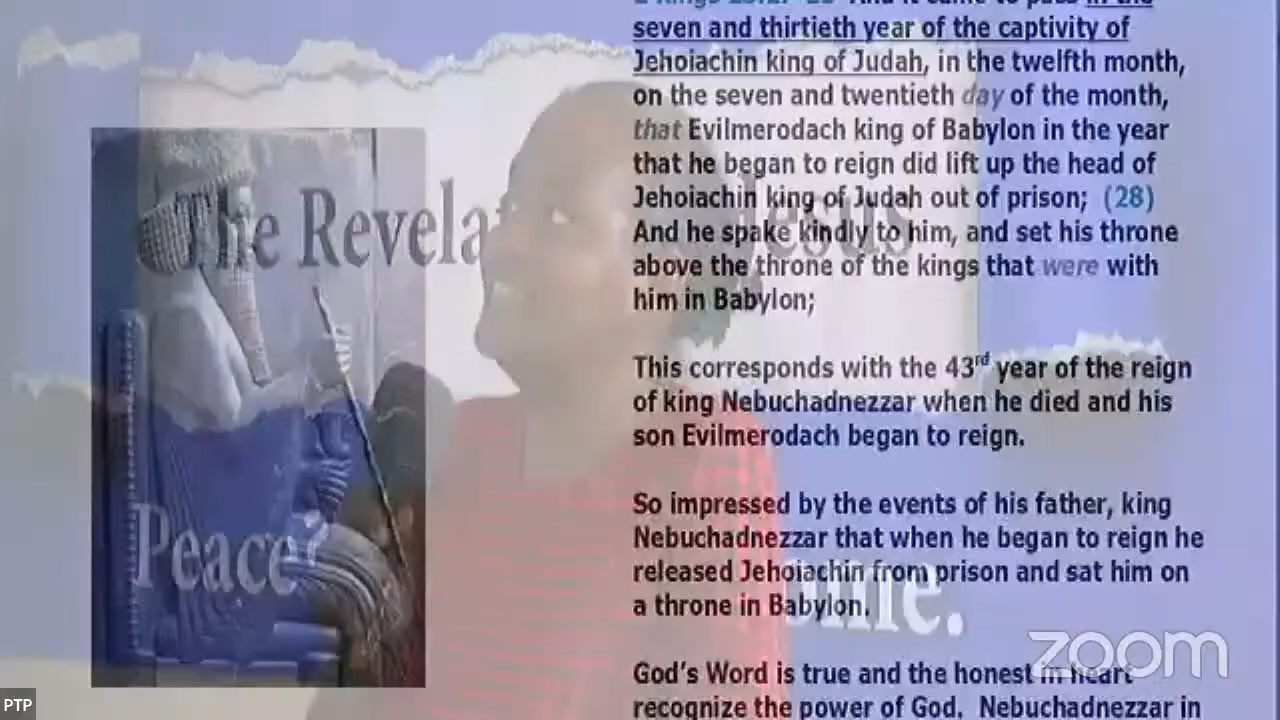 seven and thirtieth year of the captivity of
Jehoiachin king of Judah, in the twelfth month,
on the seven and twentieth day of the month,
that Evilmerodach king of Babylon in the year
that he began to reign did lift up the head of
Jehoiachin king of Judah out of prison; (28)
And he spake kindly to him, and set his throne
above the throne of the kings that were with
him in Babylon;
This corresponds with the 43rd year of the reign
of king Nebuchadnezzar when he died and his
son Evilmerodach began to reign.
So impressed by the events of his father, king
Nebuchadnezzar that when he began to reign he
released Jehoiachin from prison and sat him on
a throne in Babylon.
God's Word is true and the honest in heart
recognize the power of God. Nebuchadnezzar in
The Revela
Jesus
Peace
zoom
PTP